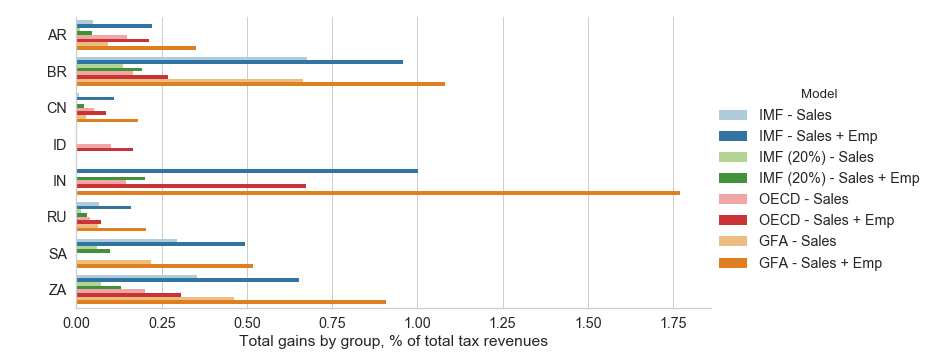 AR
BR
CN
ID
IN
RU
SA
ZA
0.00 0.25 0.50 0.75 1.00 1.25 1.50 1.75
Total gains by group, % of total tax revenues
Model
IMF - Sales
IMF - Sales + Emp
IMF (20%) - Sales
IMF (20%) - Sales + Emp
OECD - Sales
OECD - Sales + Emp
GFA - Sales
GFA - Sales + Emp